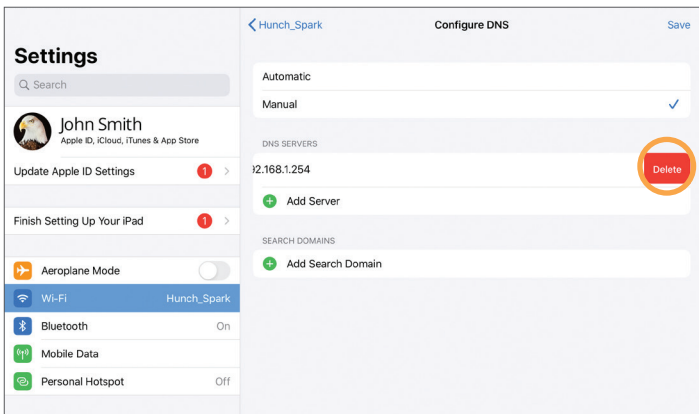 Settings
Search
John Smith
Apple ID, iCloud, iTunes & App Store
Update Apple ID Settings 1
Finish Setting Up Your iPad 1
Aeroplane Mode
Wi-Fi Hunch_Spark
Bluetooth On
Mobile Data
Personal Hotspot Off
Hunch_Spark Configure DNS Save
Automatic
Manual
DNS SERVERS
92.168.1.254 Delete
Add Server
SEARCH DOMAINS
Add Search Domain